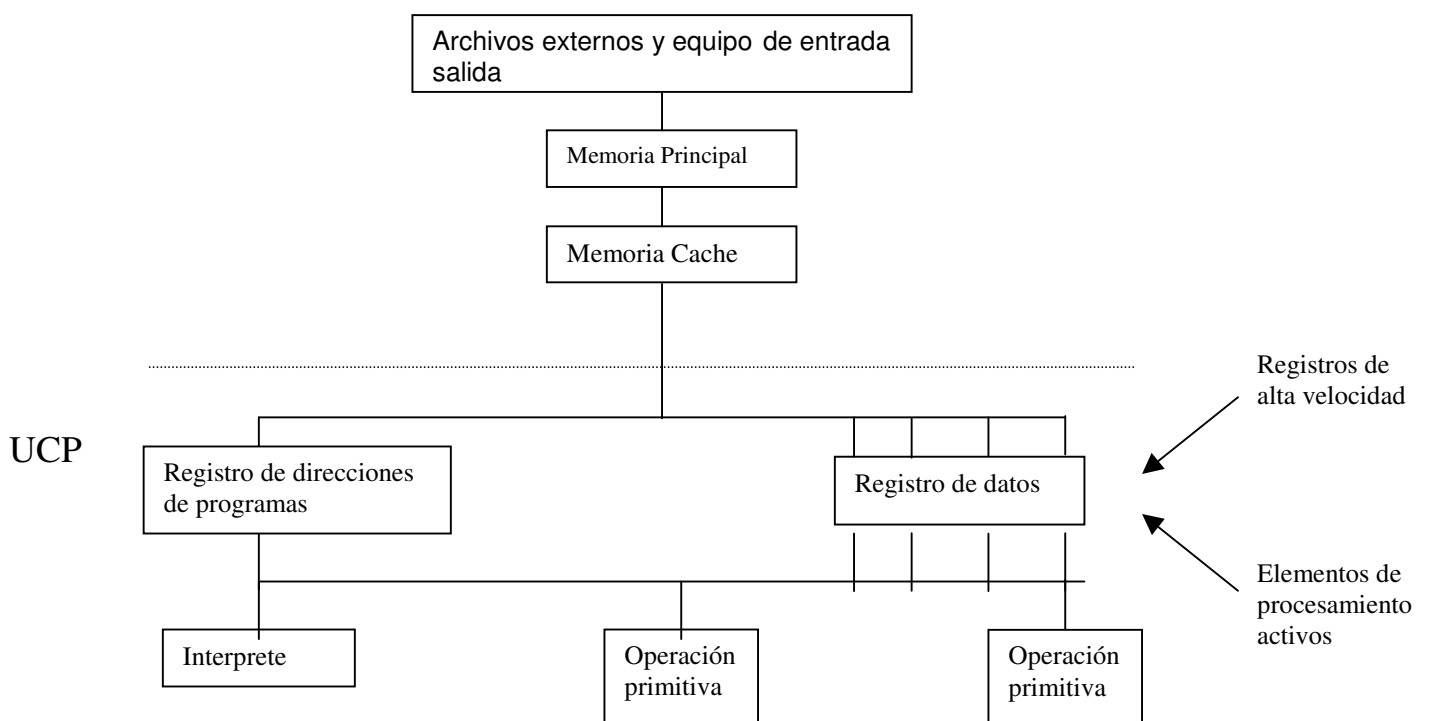 Archivos externos y equipo de entrada
salida
Memoria Principal
Memoria Cache
Registros de
alta velocidad
UCP
Registro de direcciones
de programas
Registro de datos
Elementos de
procesamiento
activos
Interprete
Operación
primitiva
Operación
primitiva